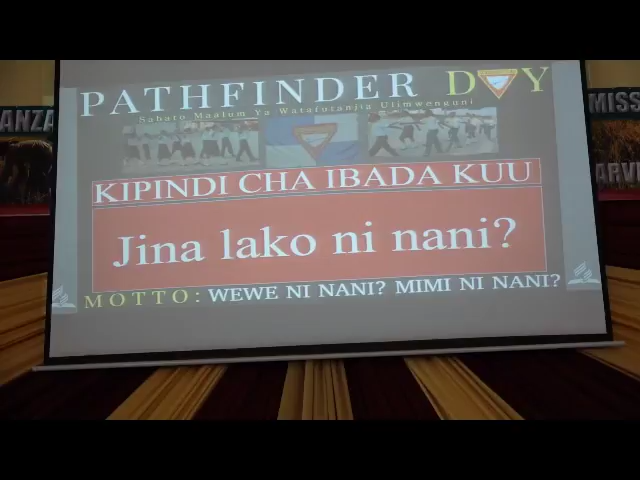 PATHFINDER DAY
Sabato Maalum Ya Watafutanjia Ulimwenguni
KIPINDI CHA IBADA KUU
Jina lako ni nani?
MOTTO: WEWE NI NANI? MIMI NI NANI?
ANZA
MISS
ARVE